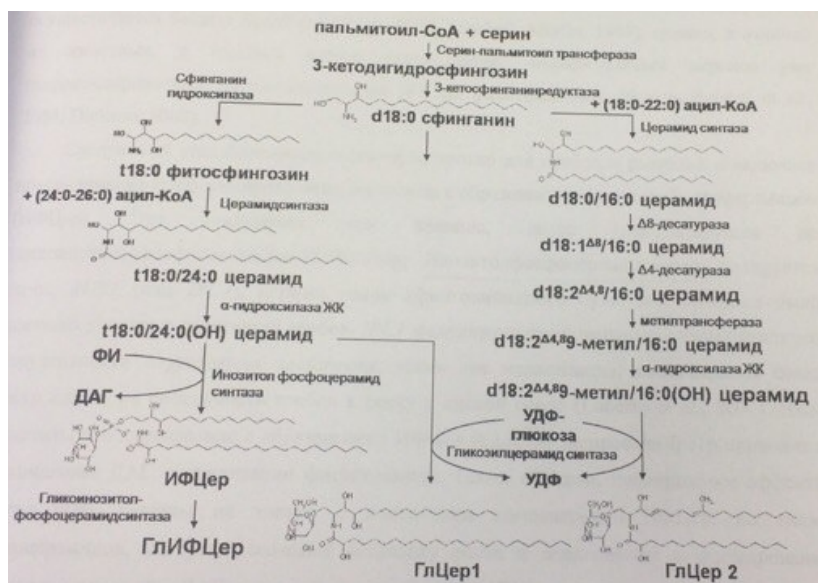 пальмитоил-CoA + серин
Серин-пальмитоил трансфераза
3-кетодигидросфингозин
Сфинганин
гидроксилаза
3-кетосфинганинредуктаза
+ (18:0-22:0) ацил-КоА
d18:0 сфинганин
Церамид синтаза
t18:0 фитосфингозин
+ (24:0-26:0) ацил-КоА
Церамидсинтаза
d18:0/16:0 церамид
Δ8-десатураза
d18:1Δ8/16:0 церамид
Δ4-десатураза
t18:0/24:0 церамид
d18:2Δ4,8/16:0 церамид
α-гидроксилаза ЖК
метилтрансфераза
t18:0/24:0(OH) церамид
d18:2Δ4,89-метил/16:0 церамид
ФИ
α-гидроксилаза ЖК
Инозитол фосфоцерамид
синтаза
ДАГ
d18:2Δ4,89-метил/16:0(OH) церамид
УДФ-
глюкоза
Гликозилцерамид синтаза
УДФ
ИФЦер
Гликоинозитол-
фосфоцерамидсинтаза
ГлИФЦер
ГлЦер1
ГлЦер 2